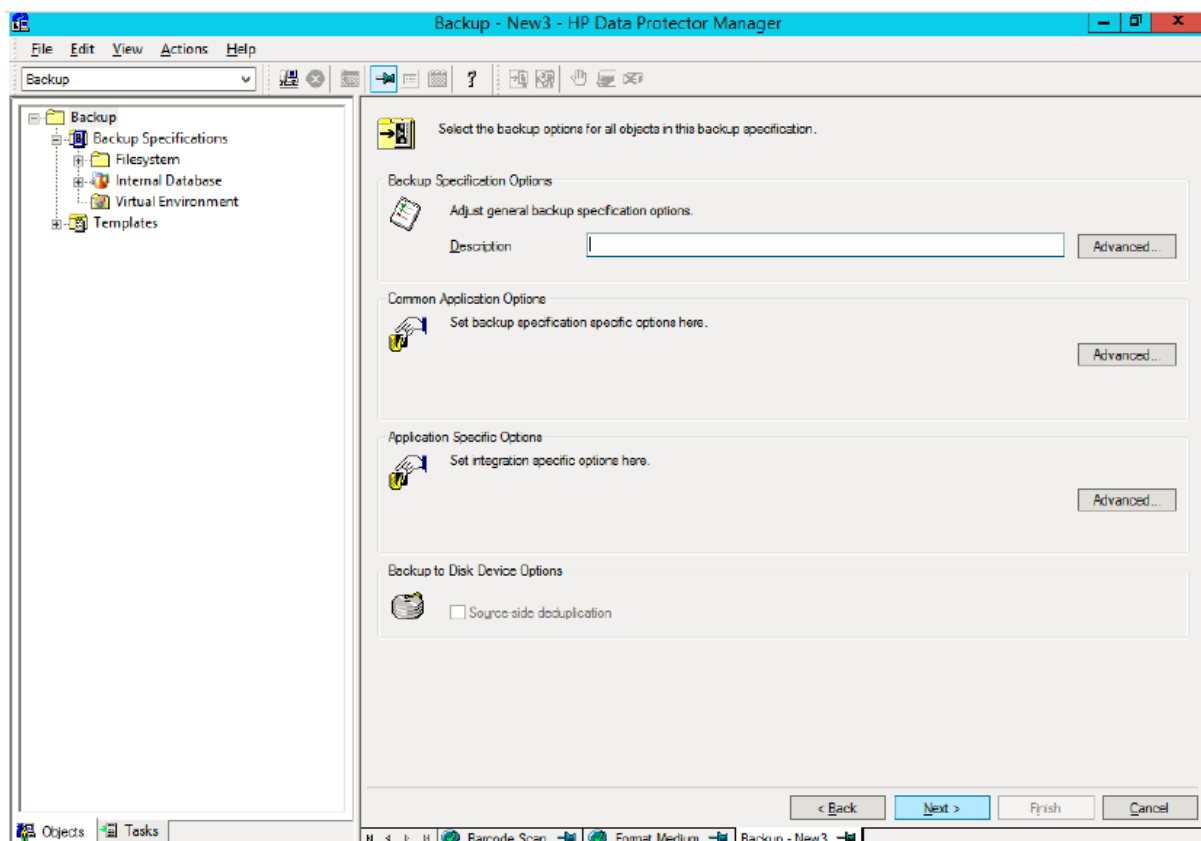 Backup - New3 - HP Data Protector Manager
File Edit View Actions Help
Backup
Backup
Backup Specifications
Filesystem
Internal Database
Virtual Environment
Templates
Select the backup options for all objects in this backup specification.
Backup Specification Options
Adjust general backup specification options.
Description
Advanced...
Common Application Options
Set backup specification specific options here.
Advanced...
Application Specific Options
Set integration specific options here.
Advanced...
Backup to Disk Device Options
Source-side deduplication
< Back Next > Finish Cancel
Objects Tasks
Barcode Scan Format Medium Backup - New3